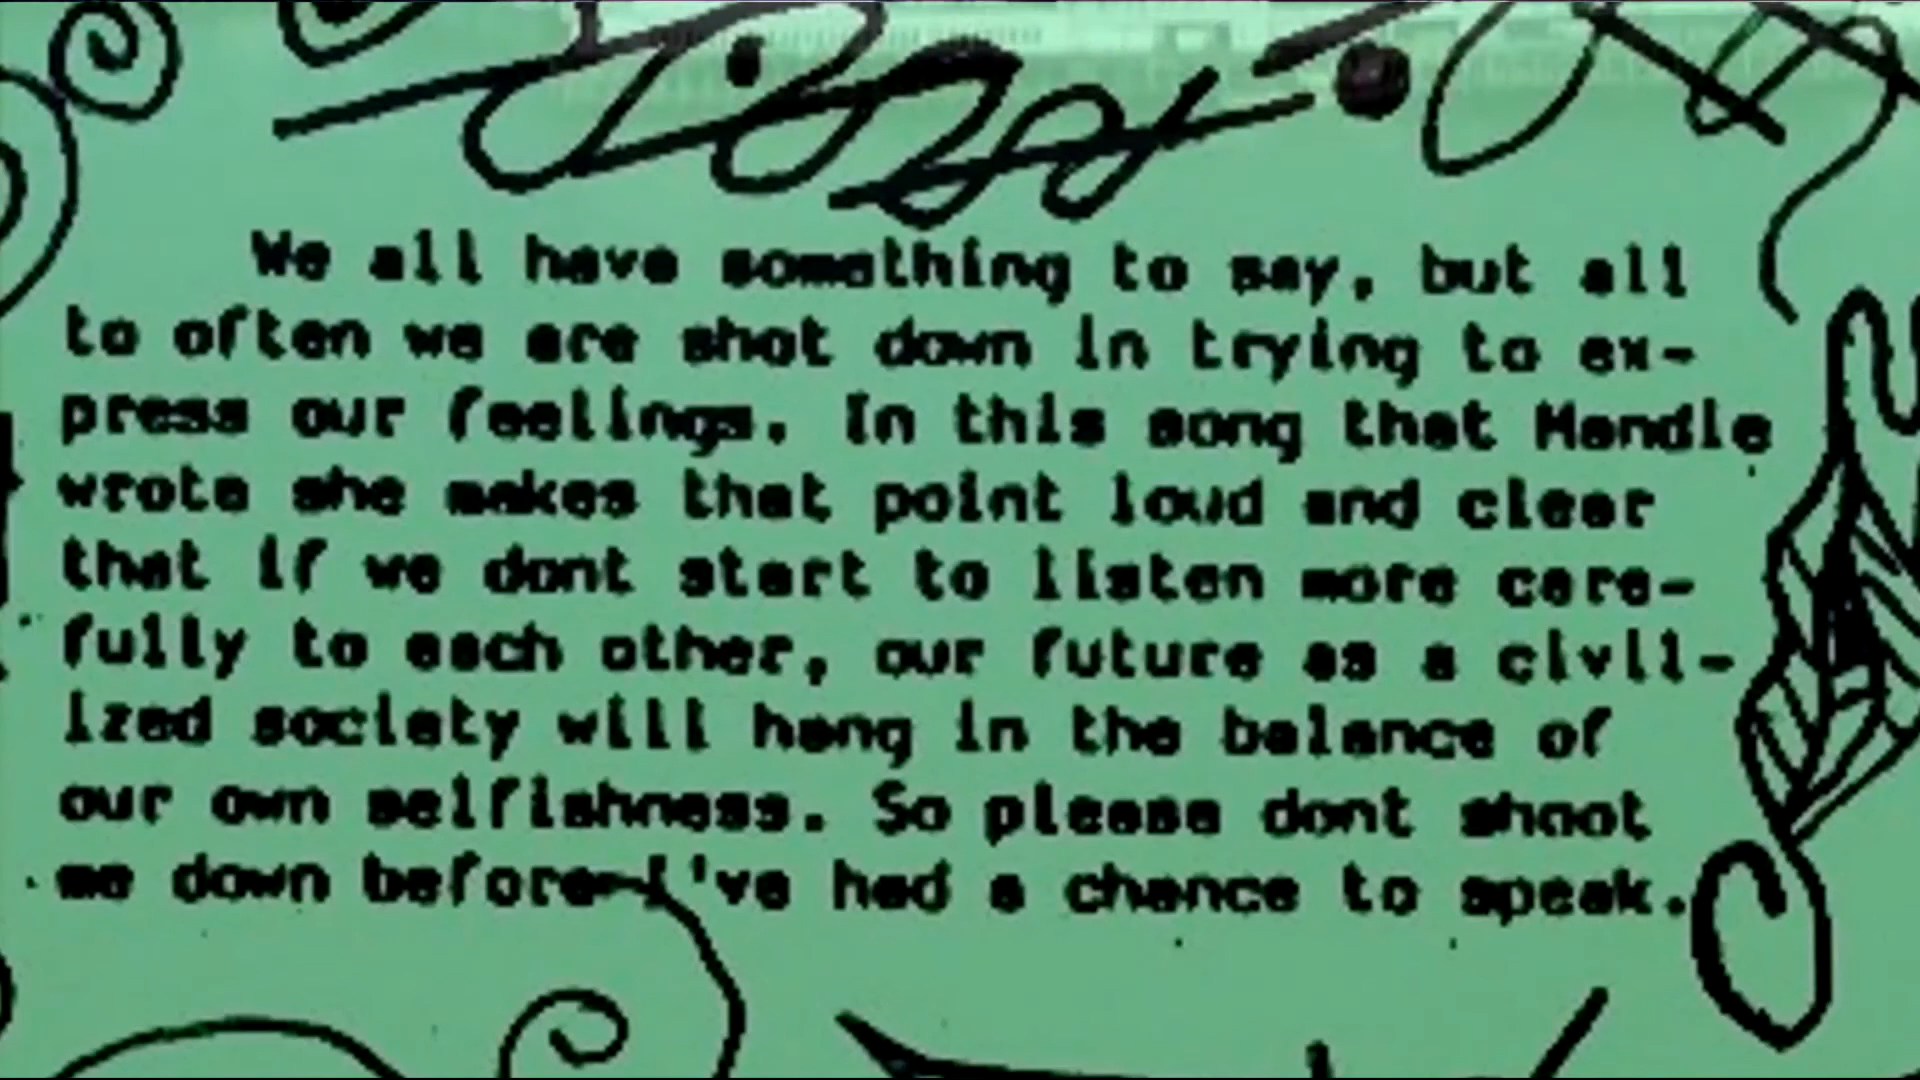 We all have something to say, but all
to often we are shot down in trying to ex-
press our feelings. In this song that Mandie
wrote she makes that point loud and clear
that if we dont start to listen more care-
fully to each other, our future as a civil-
ized society will hang in the balance of
our own selfishness. So please dont shoot
me down before I've had a chance to speak.